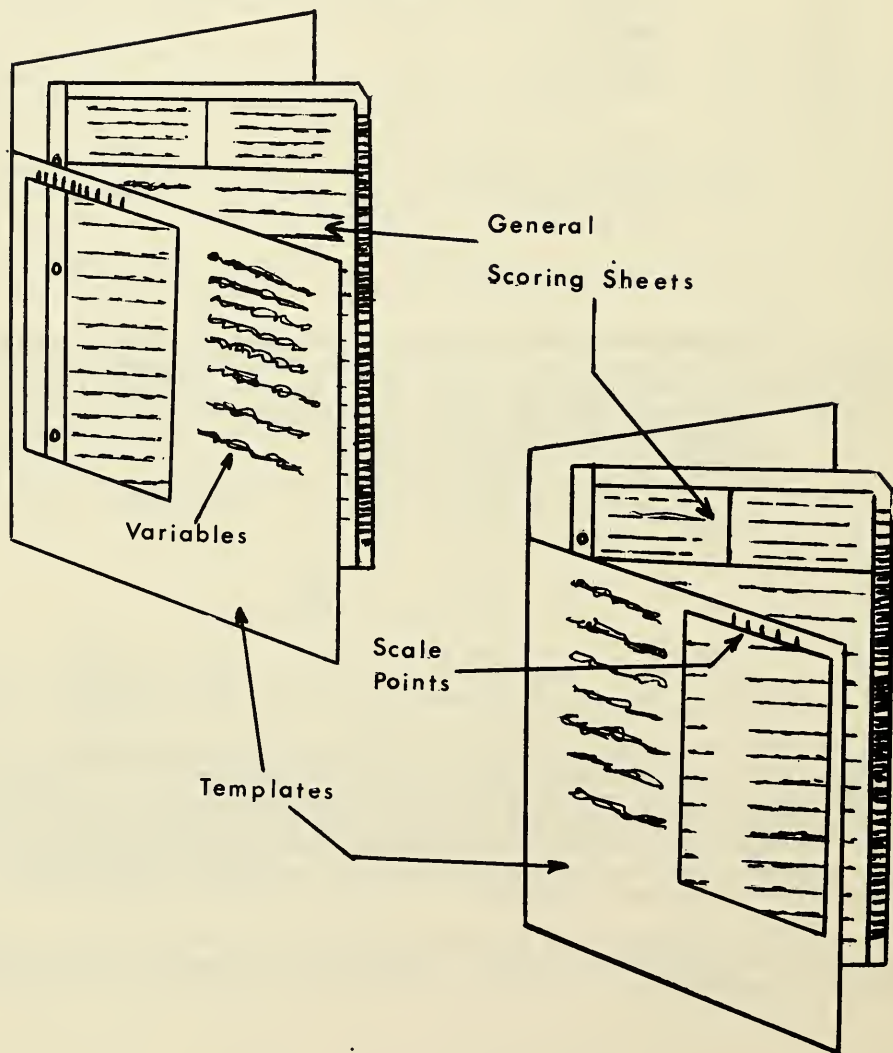 General
Scoring Sheets
Variables
Scale
Points
Templates